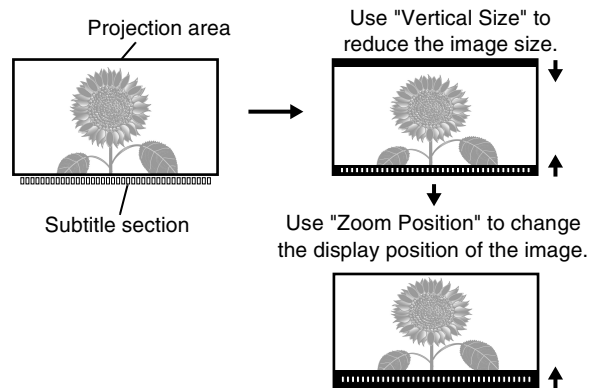 Projection area
Subtitle section
Use "Vertical Size" to
reduce the image size.
Use "Zoom Position" to change
the display position of the image.